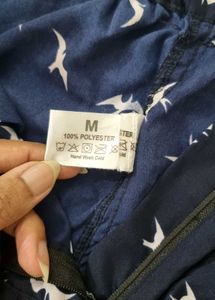 M
100% POLYESTER
Hand Wash Cold